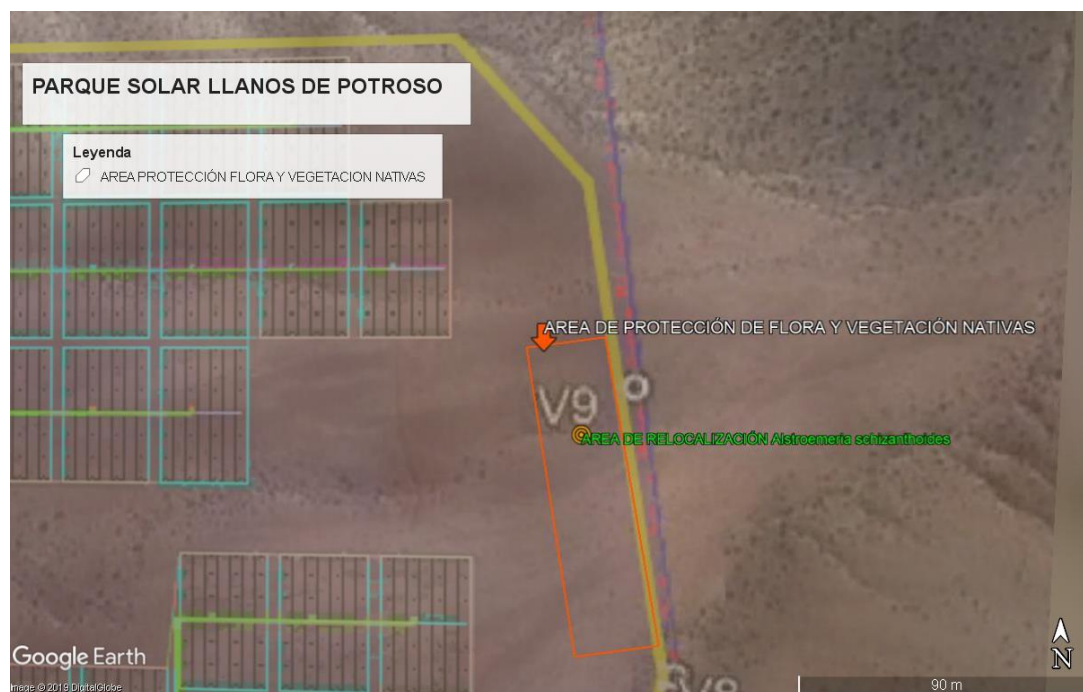 PARQUE SOLAR LLANOS DE POTROSO
Leyenda
AREA PROTECCIÓN FLORA Y VEGETACION NATIVAS
AREA DE PROTECCIÓN DE FLORA Y VEGETACIÓN NATIVAS
V9
AREA DE RELOCALIZACIÓN Alstroemeria schizanthoides
Google Earth
N
V8
Image © 2019 DigitalGlobe
90 m